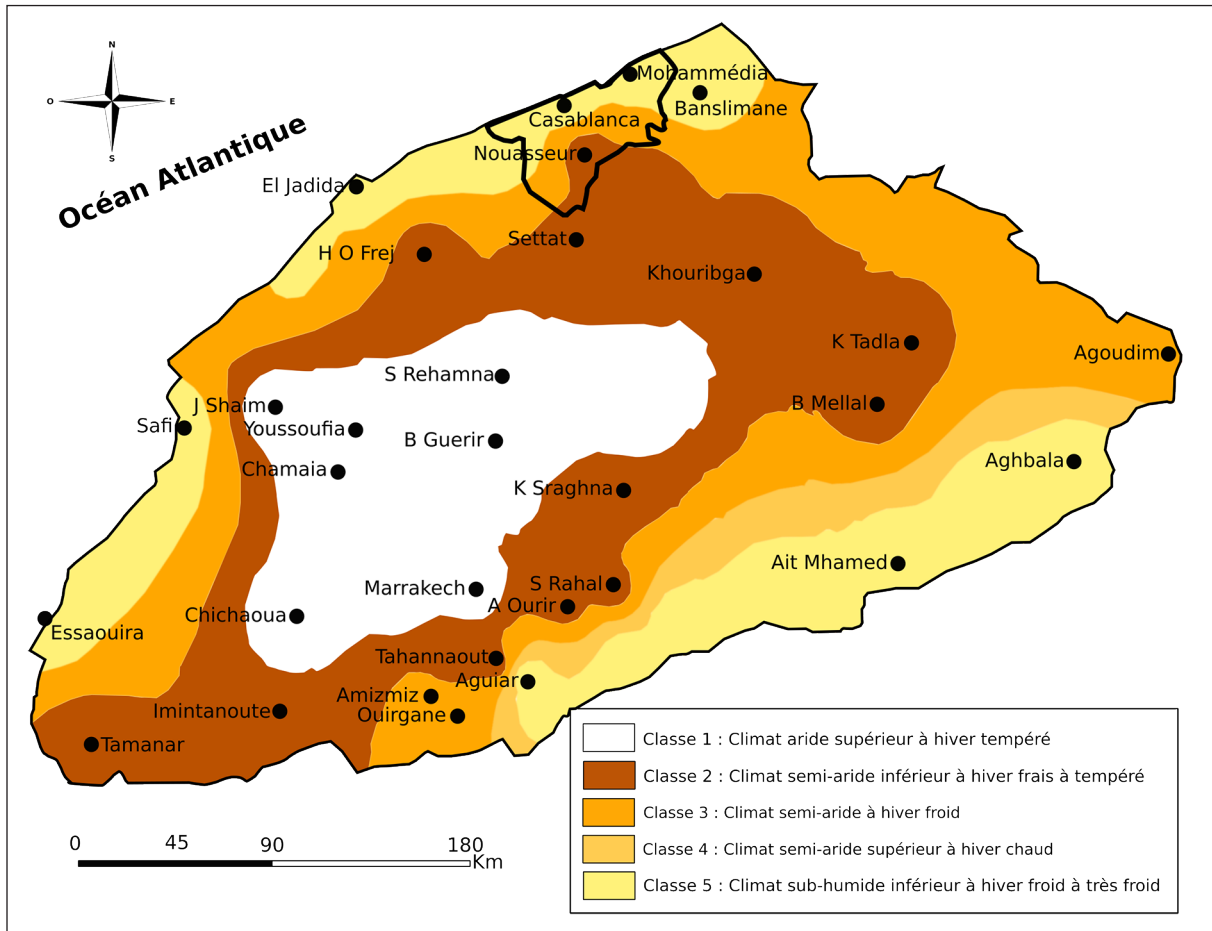 N
O
E
S
Océan Atlantique
Mohammédia
Banslimane
Casablanca
Nouasseur
El Jadida
Settat
H O Frej
Khouribga
K Tadla
Agoudim
S Rehamna
B Mellal
J Shaim
Safi
Youssoufia
B Guerir
Aghbala
Chamaia
K Sraghna
Ait Mhamed
S Rahal
Marrakech
A Ourir
Chichaoua
Essaouira
Tahannaout
Aguiar
Amizmiz
Imintanoute
Ouirgane
Tamanar
Classe 1 : Climat aride supérieur à hiver tempéré
Classe 2 : Climat semi-aride inférieur à hiver frais à tempéré
Classe 3 : Climat semi-aride à hiver froid
Classe 4 : Climat semi-aride supérieur à hiver chaud
Classe 5 : Climat sub-humide inférieur à hiver froid à très froid
0 45 90 180
Km